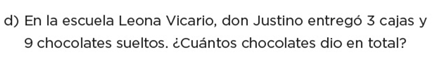 d) En la escuela Leona Vicario, don Justino entregó 3 cajas y
9 chocolates sueltos. ¿Cuántos chocolates dio en total?